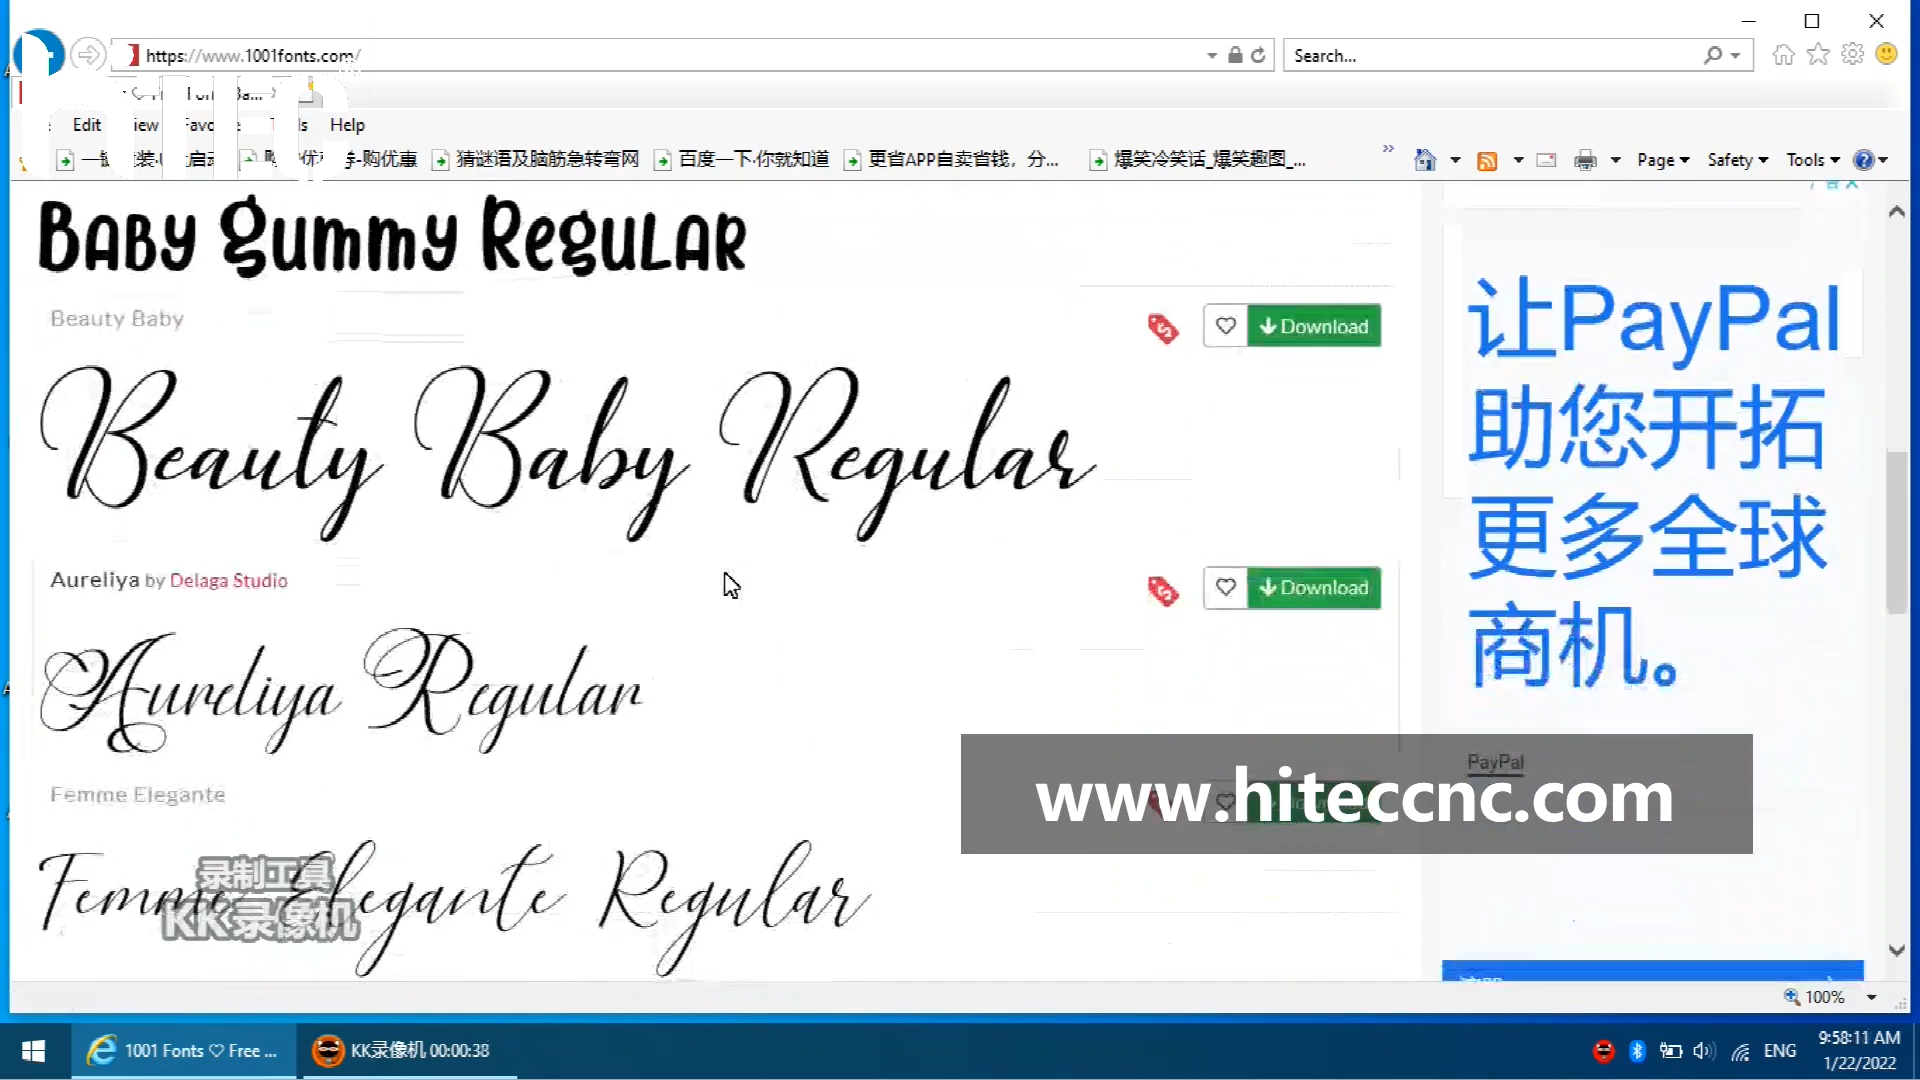 https://www.1001fonts.com/
Search...
Edit
Favo
Help
购优惠
猜谜语及脑筋急转弯网
百度一下·你就知道
更省APP自卖省钱，分...
爆笑冷笑话_爆笑趣图_...
Page
Safety
Tools
Baby Gummy Regular
Beauty Baby
Download
Beauty Baby Regular
Aureliya by Delaga Studio
Download
Aureliya Regular
Femme Elegante
Femme Elegante Regular
让PayPal
助您开拓
更多全球
商机。
PayPal
www.hiteccnc.com
录制工具
KK录像机
100%
1001 Fonts ♡ Free ...
KK录像机 00:00:38
ENG
9:58:11 AM
1/22/2022